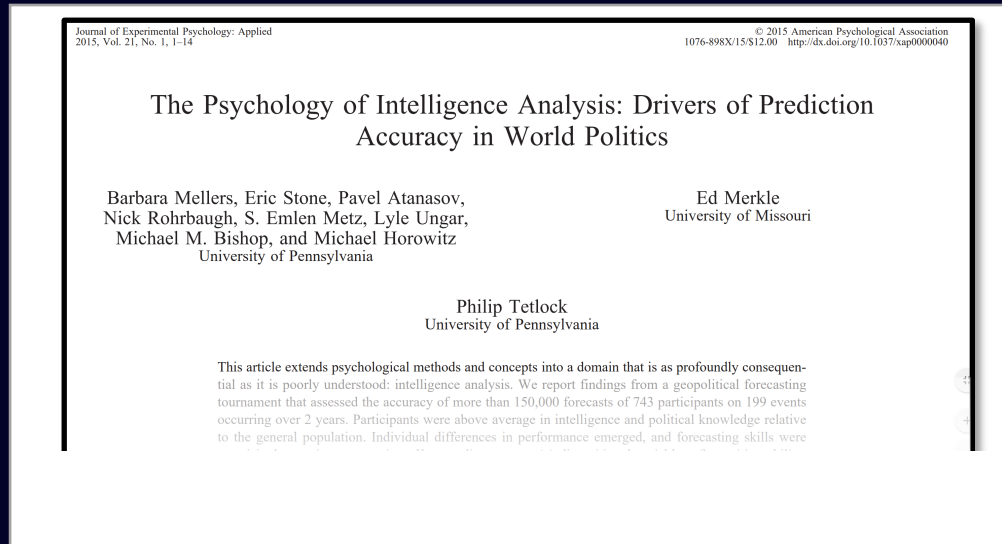 Journal of Experimental Psychology: Applied
2015, Vol. 21, No. 1, 1–14
© 2015 American Psychological Association
1076-898X/15/$12.00 http://dx.doi.org/10.1037/xap0000040
The Psychology of Intelligence Analysis: Drivers of Prediction
Accuracy in World Politics
Barbara Mellers, Eric Stone, Pavel Atanasov,
Nick Rohrbaugh, S. Emlen Metz, Lyle Ungar,
Michael M. Bishop, and Michael Horowitz
University of Pennsylvania
Ed Merkle
University of Missouri
Philip Tetlock
University of Pennsylvania
This article extends psychological methods and concepts into a domain that is as profoundly consequen-
tial as it is poorly understood: intelligence analysis. We report findings from a geopolitical forecasting
tournament that assessed the accuracy of more than 150,000 forecasts of 743 participants on 199 events
occurring over 2 years. Participants were above average in intelligence and political knowledge relative
to the general population. Individual differences in performance emerged, and forecasting skills were